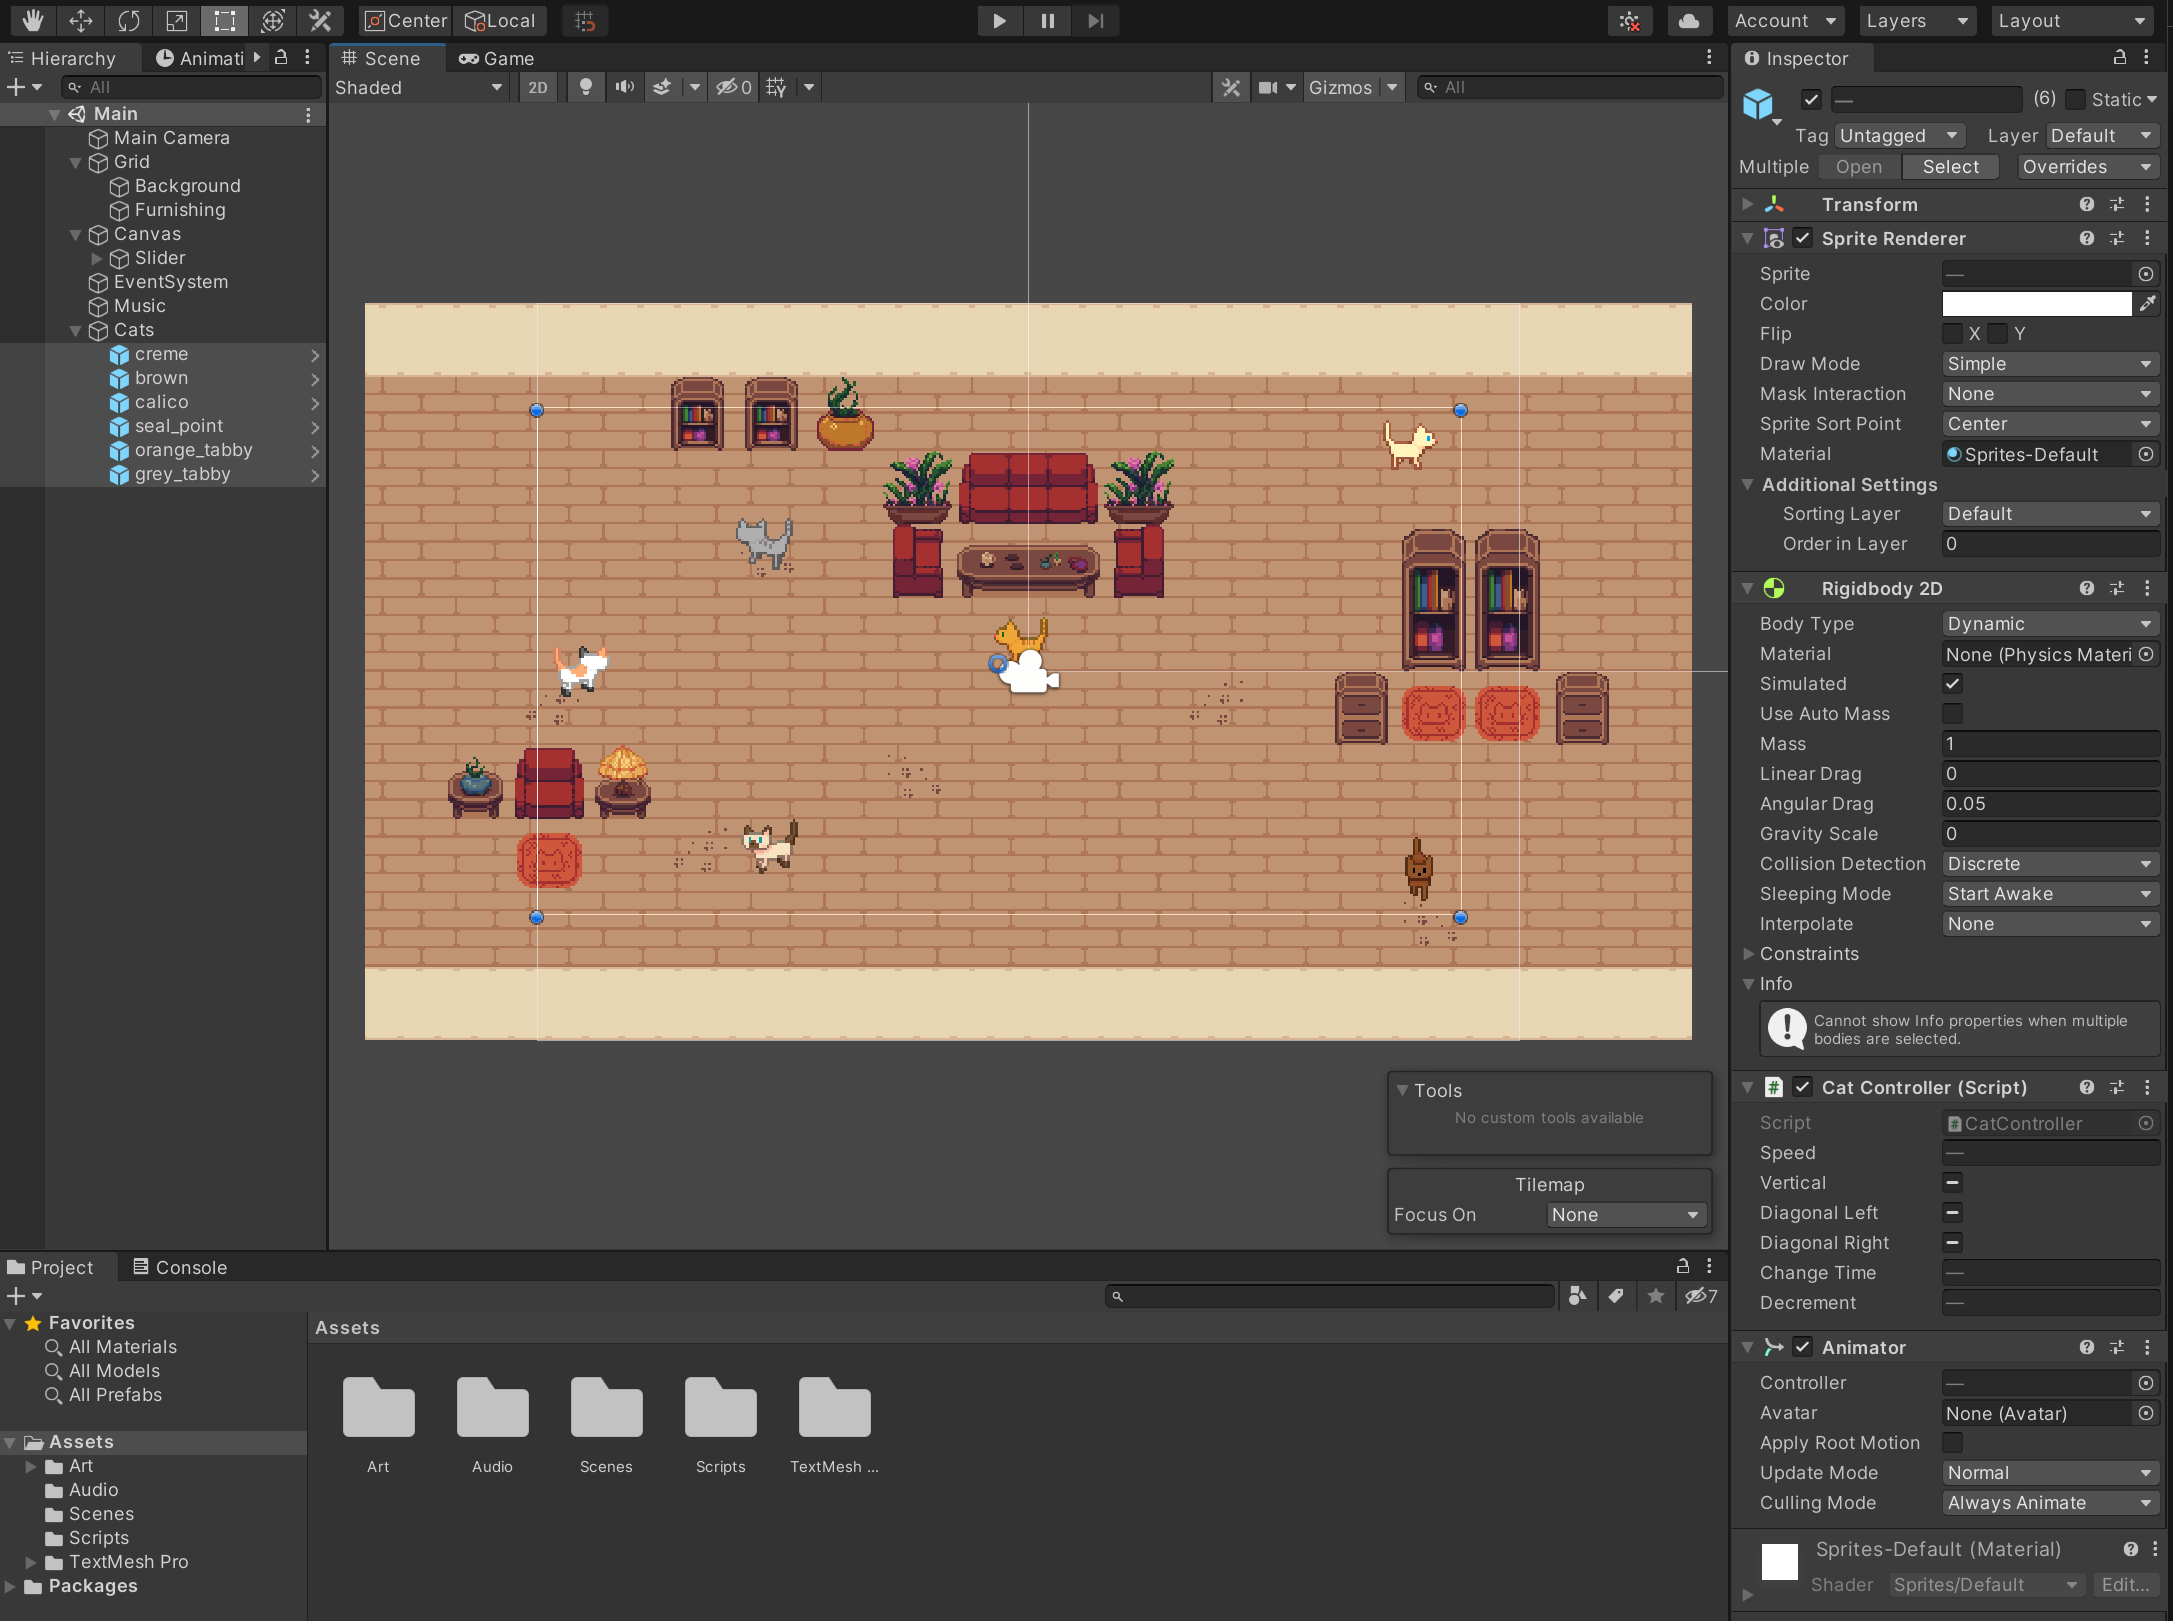 Center
Local
Account
Layers
Layout
Hierarchy
Animati
All
Main
Main Camera
Grid
Background
Furnishing
Canvas
Slider
EventSystem
Music
Cats
creme
brown
calico
seal_point
orange_tabby
grey_tabby
Scene
Game
Shaded
2D
0
Gizmos
All
Tools
No custom tools available
Tilemap
Focus On None
Inspector
— (6) Static
Tag Untagged Layer Default
Multiple Open Select Overrides
Transform
Sprite Renderer
Sprite —
Color
Flip X Y
Draw Mode Simple
Mask Interaction None
Sprite Sort Point Center
Material Sprites-Default
Additional Settings
Sorting Layer Default
Order in Layer 0
Rigidbody 2D
Body Type Dynamic
Material None (Physics Materi
Simulated
Use Auto Mass
Mass 1
Linear Drag 0
Angular Drag 0.05
Gravity Scale 0
Collision Detection Discrete
Sleeping Mode Start Awake
Interpolate None
Constraints
Info
Cannot show Info properties when multiple
bodies are selected.
# Cat Controller (Script)
Script # CatController
Speed —
Vertical
Diagonal Left
Diagonal Right
Change Time —
Decrement —
Animator
Controller —
Avatar None (Avatar)
Apply Root Motion
Update Mode Normal
Culling Mode Always Animate
Sprites-Default (Material)
Shader Sprites/Default Edit...
Project
Console
7
Favorites
All Materials
All Models
All Prefabs
Assets
Art
Audio
Scenes
Scripts
TextMesh Pro
Packages
Assets
Art
Audio
Scenes
Scripts
TextMesh ...